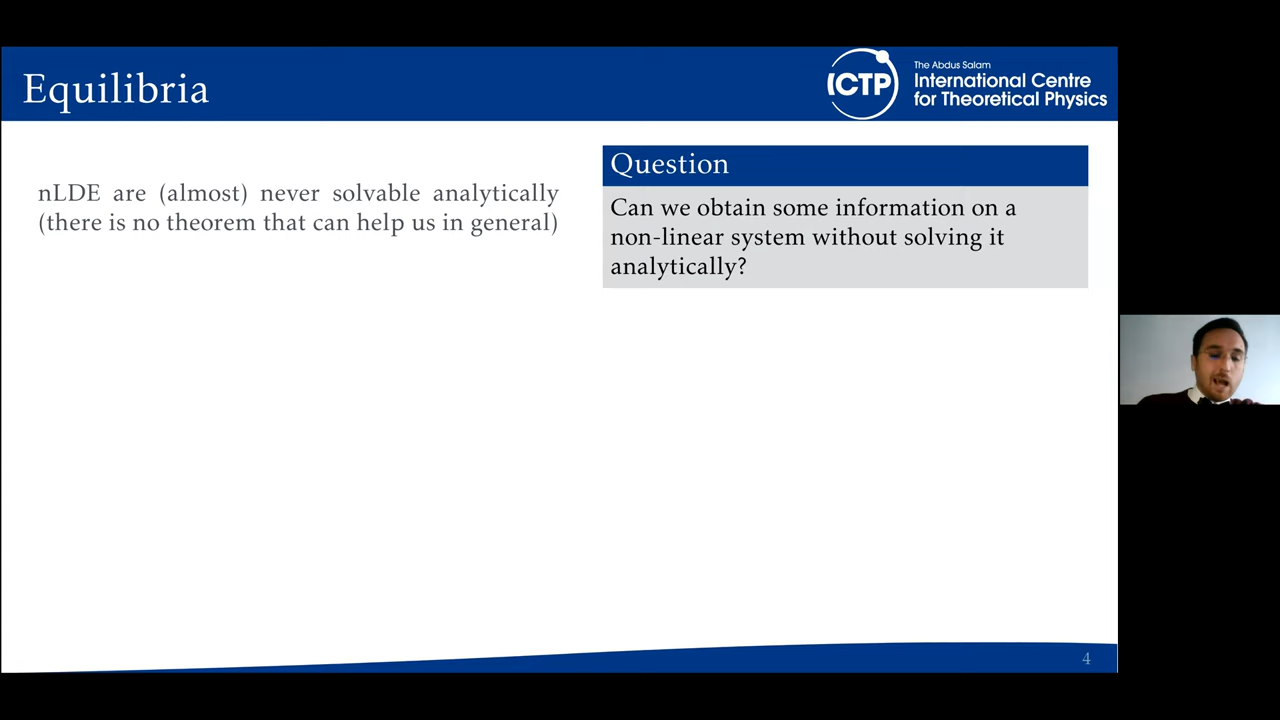 Equilibria
ICTP
The Abdus Salam
International Centre
for Theoretical Physics
nLDE are (almost) never solvable analytically
(there is no theorem that can help us in general)
Question
Can we obtain some information on a
non-linear system without solving it
analytically?
4